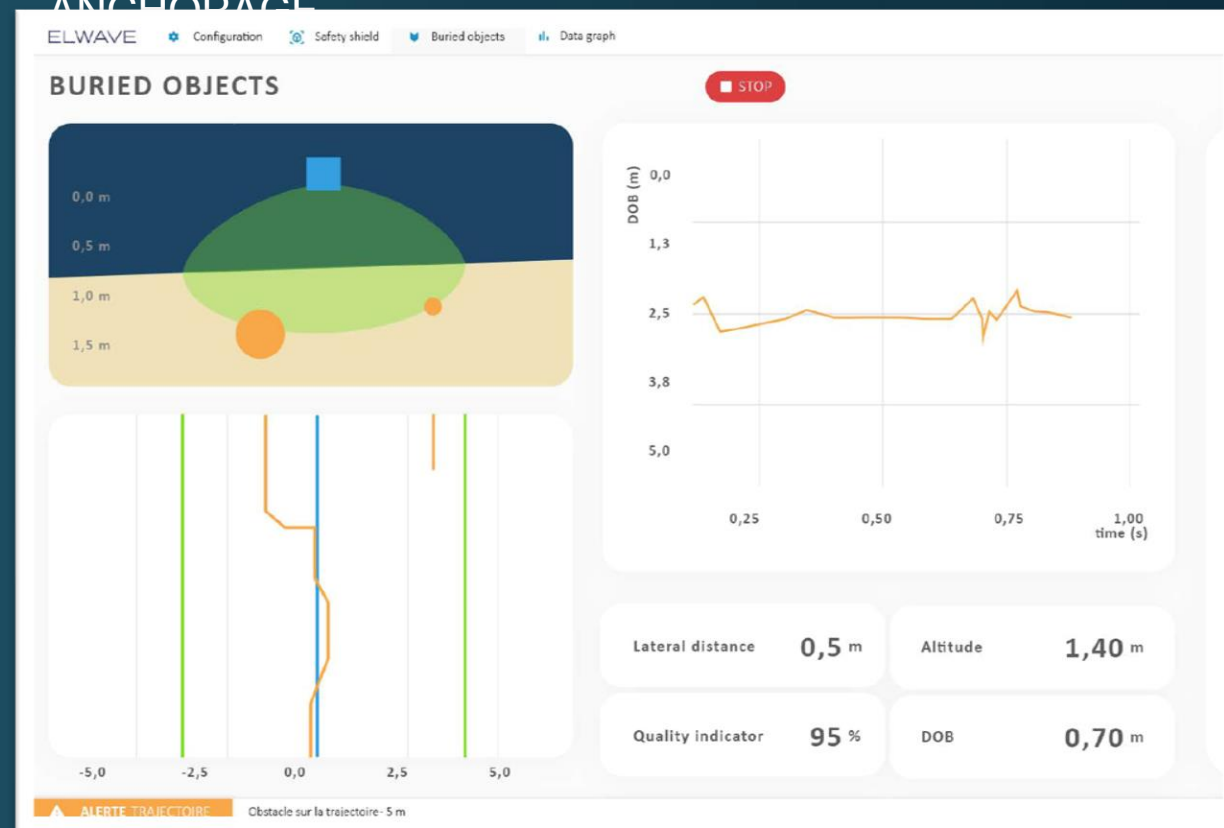 ANCHORAGE
ELWAVE Configuration Safety shield Buried objects Data graph
BURIED OBJECTS
STOP
0,0 m
0,5 m
1,0 m
1,5 m
DOB (m)
0,0
1,3
2,5
3,8
5,0
0,25 0,50 0,75 1,00
time (s)
-5,0 -2,5 0,0 2,5 5,0
Lateral distance 0,5 m
Altitude 1,40 m
Quality indicator 95 %
DOB 0,70 m
ALERTE TRAJECTOIRE Obstacle sur la trajectoire - 5 m